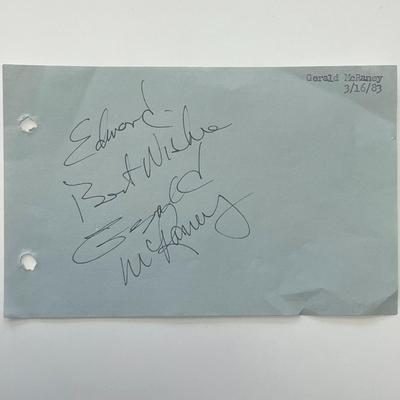 Gerald McRaney
3/16/83
Edward -
Best Wishes
Gerald
McRaney